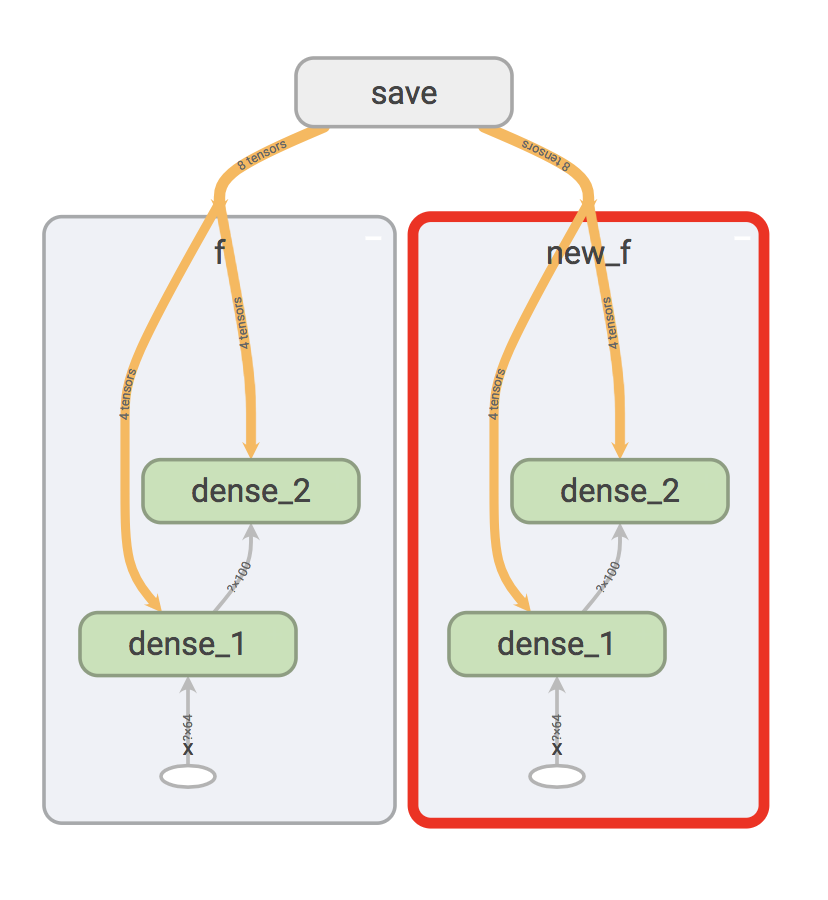 save
8 tensors
8 tensors
f
new_f
4 tensors
4 tensors
4 tensors
4 tensors
dense_2
dense_2
?×100
?×100
dense_1
dense_1
?×64
?×64
x
x